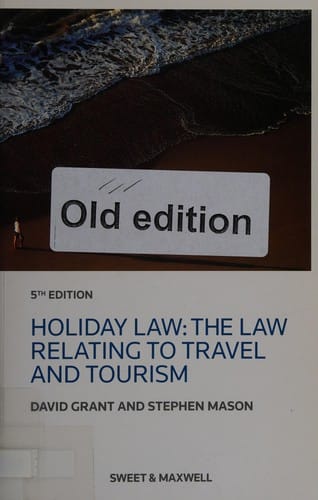 Old edition
5TH EDITION
HOLIDAY LAW: THE LAW
RELATING TO TRAVEL
AND TOURISM
DAVID GRANT AND STEPHEN MASON
SWEET & MAXWELL